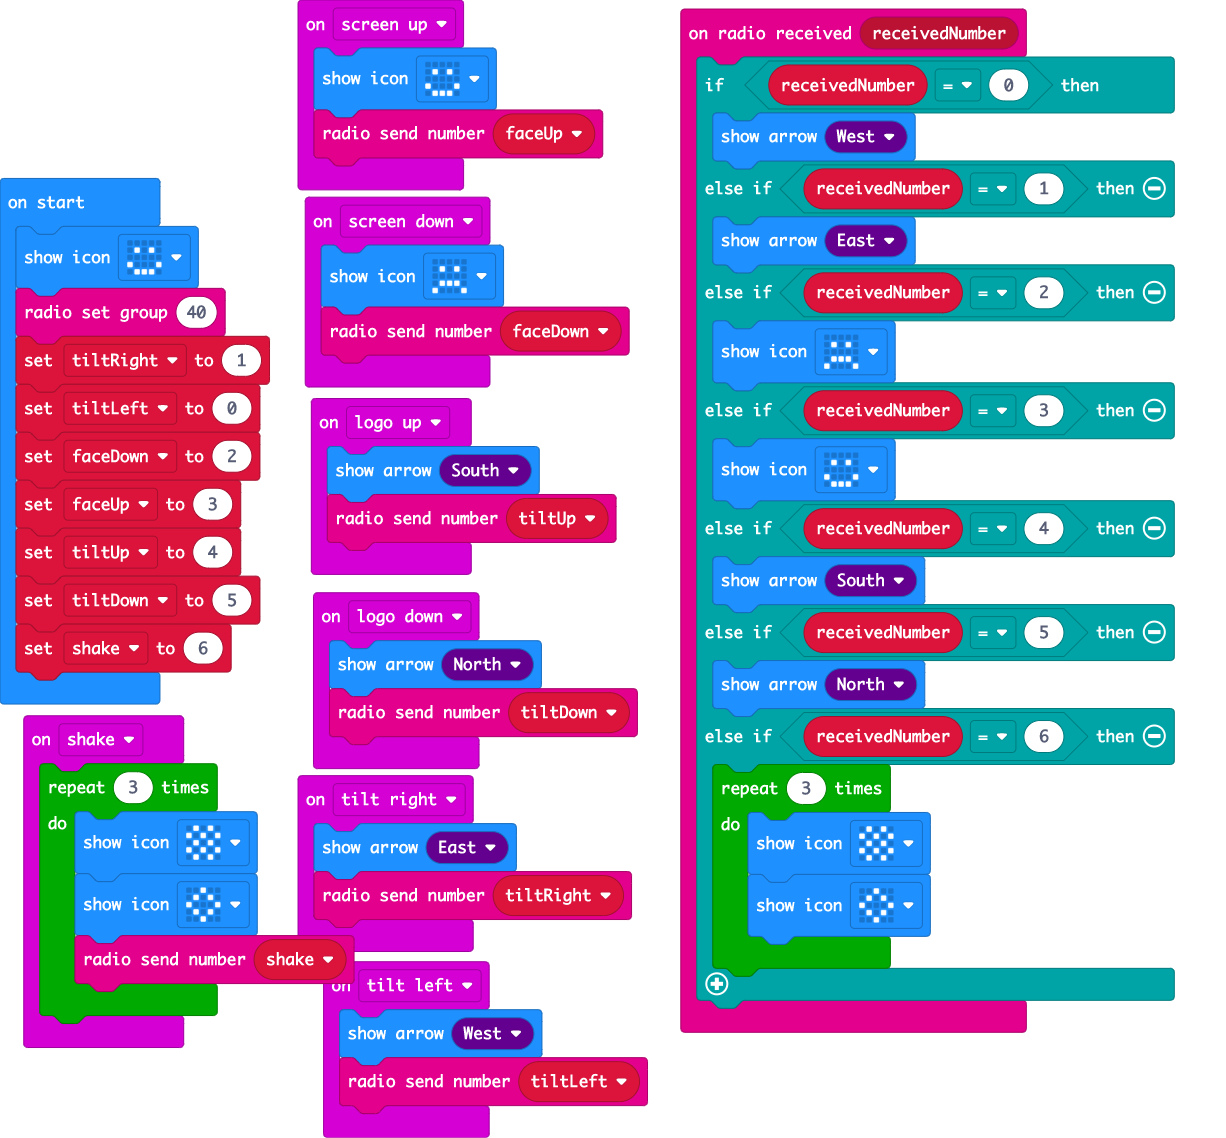 on start
show icon
radio set group 40
set tiltRight to 1
set tiltLeft to 0
set faceDown to 2
set faceUp to 3
set tiltUp to 4
set tiltDown to 5
set shake to 6
on shake
repeat 3 times
do
show icon
show icon
radio send number shake
on screen up
show icon
radio send number faceUp
on screen down
show icon
radio send number faceDown
on logo up
show arrow South
radio send number tiltUp
on logo down
show arrow North
radio send number tiltDown
on tilt right
show arrow East
radio send number tiltRight
on tilt left
show arrow West
radio send number tiltLeft
on radio received receivedNumber
if receivedNumber = 0 then
show arrow West
else if receivedNumber = 1 then
show arrow East
else if receivedNumber = 2 then
show icon
else if receivedNumber = 3 then
show icon
else if receivedNumber = 4 then
show arrow South
else if receivedNumber = 5 then
show arrow North
else if receivedNumber = 6 then
repeat 3 times
do
show icon
show icon